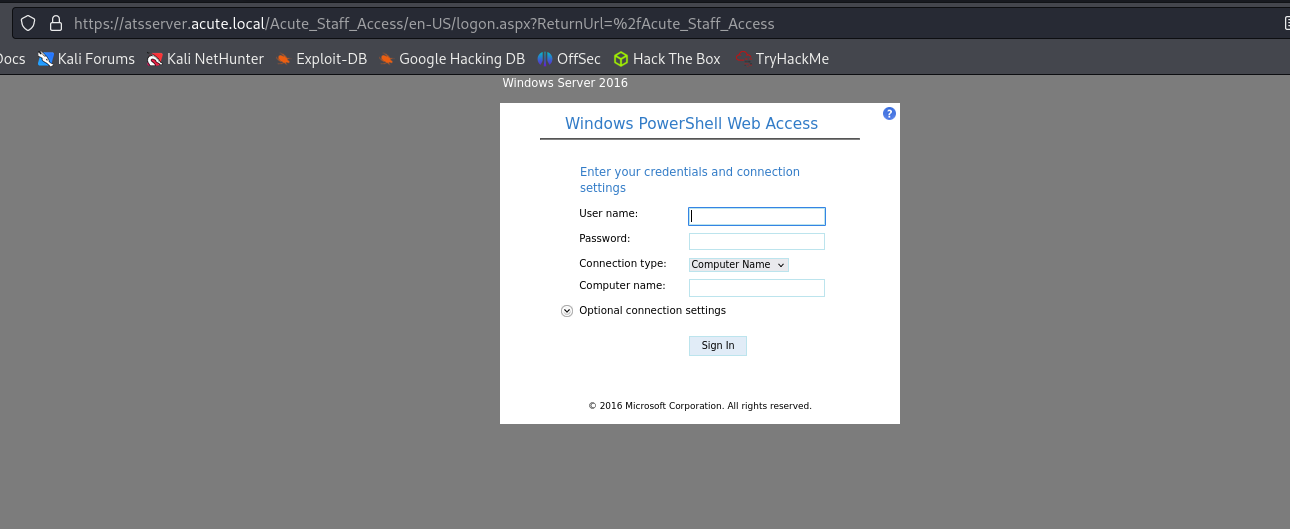 https://atsserver.acute.local/Acute_Staff_Access/en-US/logon.aspx?ReturnUrl=%2fAcute_Staff_Access
ocs Kali Forums Kali NetHunter Exploit-DB Google Hacking DB OffSec Hack The Box TryHackMe
Windows Server 2016
?
Windows PowerShell Web Access
Enter your credentials and connection
settings
User name:
Password:
Connection type: Computer Name
Computer name:
Optional connection settings
Sign In
© 2016 Microsoft Corporation. All rights reserved.